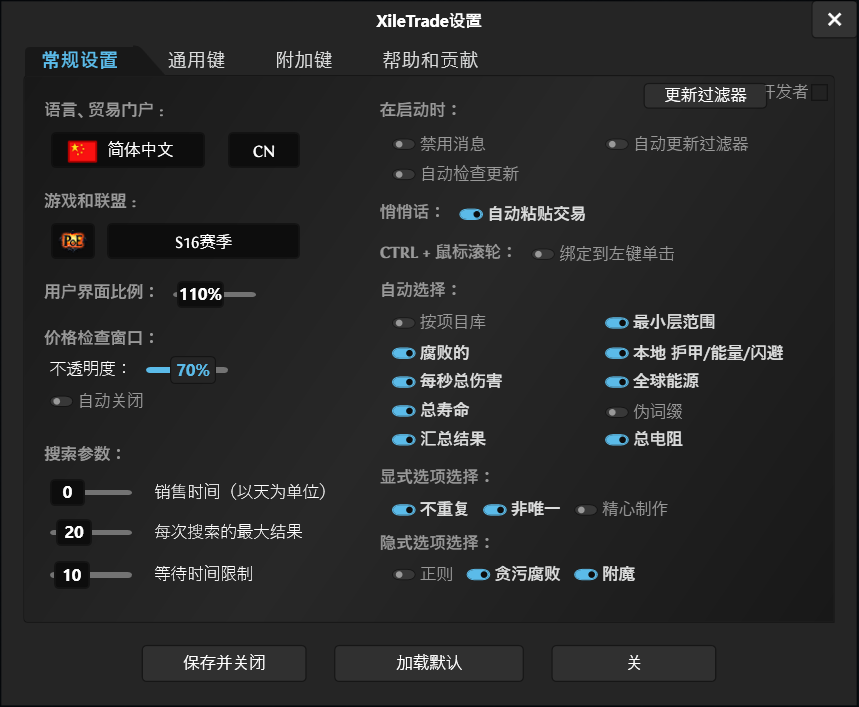 XileTrade设置
常规设置 通用键 附加键 帮助和贡献
更新过滤器 开发者
语言、贸易门户：
简体中文 CN
游戏和联盟：
PoE S16赛季
用户界面比例： 110%
价格检查窗口：
不透明度： 70%
自动关闭
搜索参数：
0 销售时间（以天为单位）
20 每次搜索的最大结果
10 等待时间限制
在启动时：
禁用消息 自动更新过滤器
自动检查更新
悄悄话： 自动粘贴交易
CTRL + 鼠标滚轮： 绑定到左键单击
自动选择：
按项目库 最小层范围
腐败的 本地 护甲/能量/闪避
每秒总伤害 全球能源
总寿命 伪词缀
汇总结果 总电阻
显式选项选择：
不重复 非唯一 精心制作
隐式选项选择：
正则 贪污腐败 附魔
保存并关闭 加载默认 关